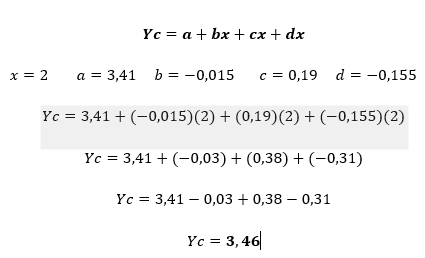 Yc = a + bx + cx + dx
x = 2 a = 3,41 b = −0,015 c = 0,19 d = −0,155
Yc = 3,41 + (−0,015)(2) + (0,19)(2) + (−0,155)(2)
Yc = 3,41 + (−0,03) + (0,38) + (−0,31)
Yc = 3,41 − 0,03 + 0,38 − 0,31
Yc = 3,46